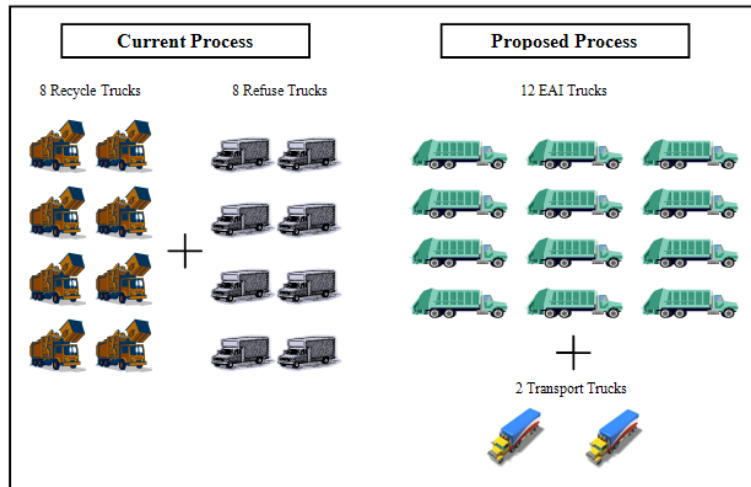 Current Process
Proposed Process
8 Recycle Trucks
8 Refuse Trucks
12 EAI Trucks
2 Transport Trucks